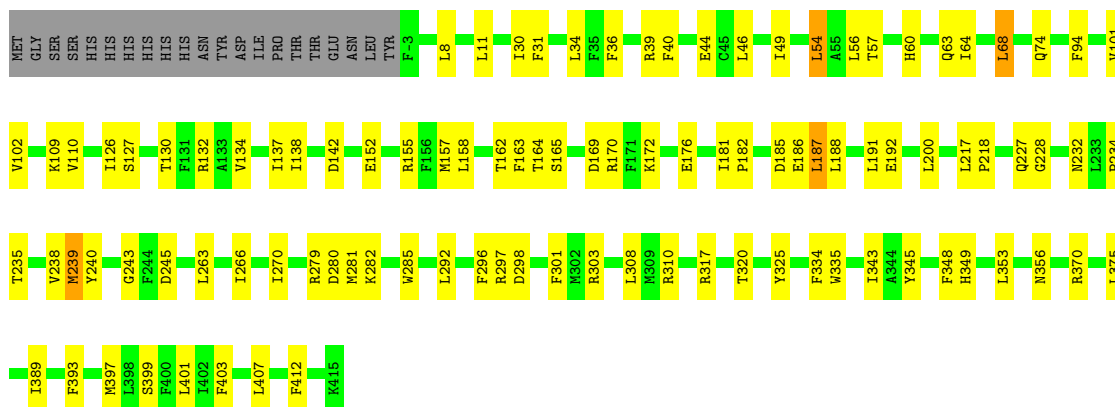 MET GLY SER SER HIS HIS HIS HIS HIS HIS ASN TYR ASP ILE PRO THR THR GLU ASN LEU TYR F-3 L8 L11 I30 F31 L34 F35 F36 R39 F40 E44 C45 L46 I49 L54 A55 L56 T57 H60 Q63 I64 L68 Q74 F94 V101
V102 K109 V110 I126 S127 T130 F131 R132 A133 V134 I137 I138 D142 E152 R155 F156 M157 L158 T162 F163 T164 S165 D169 R170 F171 K172 E176 I181 P182 D185 E186 L187 L188 L191 E192 L200 L217 P218 Q227 G228 N232 L233 P234
T235 V238 M239 Y240 G243 F244 D245 L263 I266 I270 R279 D280 M281 K282 W285 L292 F296 R297 D298 F301 M302 R303 L308 M309 R310 R317 T320 Y325 F334 W335 I343 A344 Y345 F348 H349 L353 N356 R370 L375
I389 F393 M397 L398 S399 F400 L401 I402 F403 L407 F412 K415